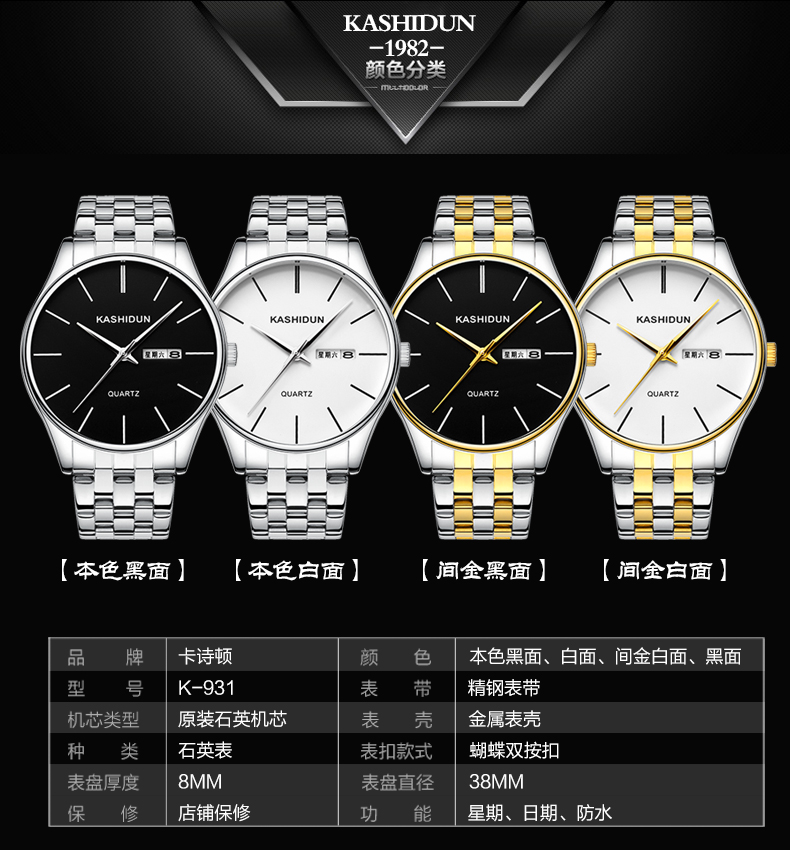 KASHIDUN
–1982–
颜色分类
MULTICOLOR
KASHIDUN
星期六 8
QUARTZ
KASHIDUN
星期六 8
QUARTZ
KASHIDUN
星期六 8
QUARTZ
KASHIDUN
星期六 8
QUARTZ
【本色黑面】 【本色白面】 【间金黑面】 【间金白面】
品 牌 卡诗顿 颜 色 本色黑面、白面、间金白面、黑面
型 号 K-931 表 带 精钢表带
机芯类型 原装石英机芯 表 壳 金属表壳
种 类 石英表 表扣款式 蝴蝶双按扣
表盘厚度 8MM 表盘直径 38MM
保 修 店铺保修 功 能 星期、日期、防水